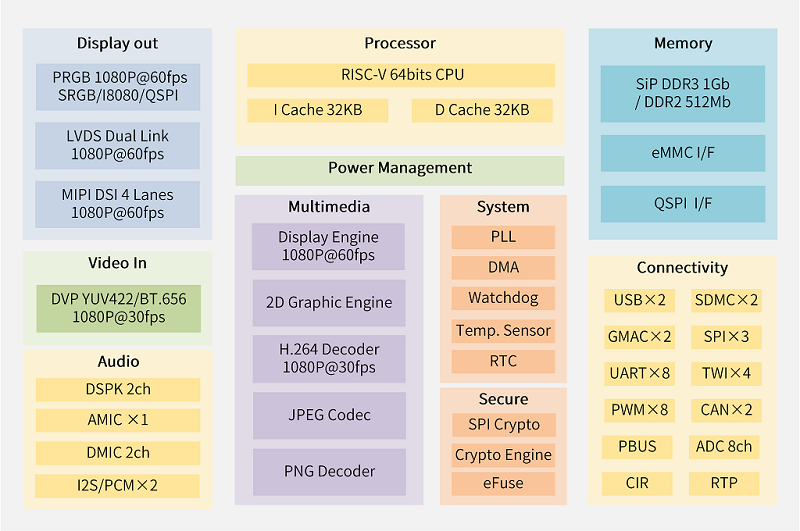 Display out
PRGB 1080P@60fps
SRGB/I8080/QSPI
LVDS Dual Link
1080P@60fps
MIPI DSI 4 Lanes
1080P@60fps
Video In
DVP YUV422/BT.656
1080P@30fps
Audio
DSPK 2ch
AMIC ×1
DMIC 2ch
I2S/PCM×2
Processor
RISC-V 64bits CPU
I Cache 32KB
D Cache 32KB
Power Management
Multimedia
Display Engine
1080P@60fps
2D Graphic Engine
H.264 Decoder
1080P@30fps
JPEG Codec
PNG Decoder
System
PLL
DMA
Watchdog
Temp. Sensor
RTC
Secure
SPI Crypto
Crypto Engine
eFuse
Memory
SiP DDR3 1Gb
/ DDR2 512Mb
eMMC I/F
QSPI I/F
Connectivity
USB×2
SDMC×2
GMAC×2
SPI×3
UART×8
TWI×4
PWM×8
CAN×2
PBUS
ADC 8ch
CIR
RTP